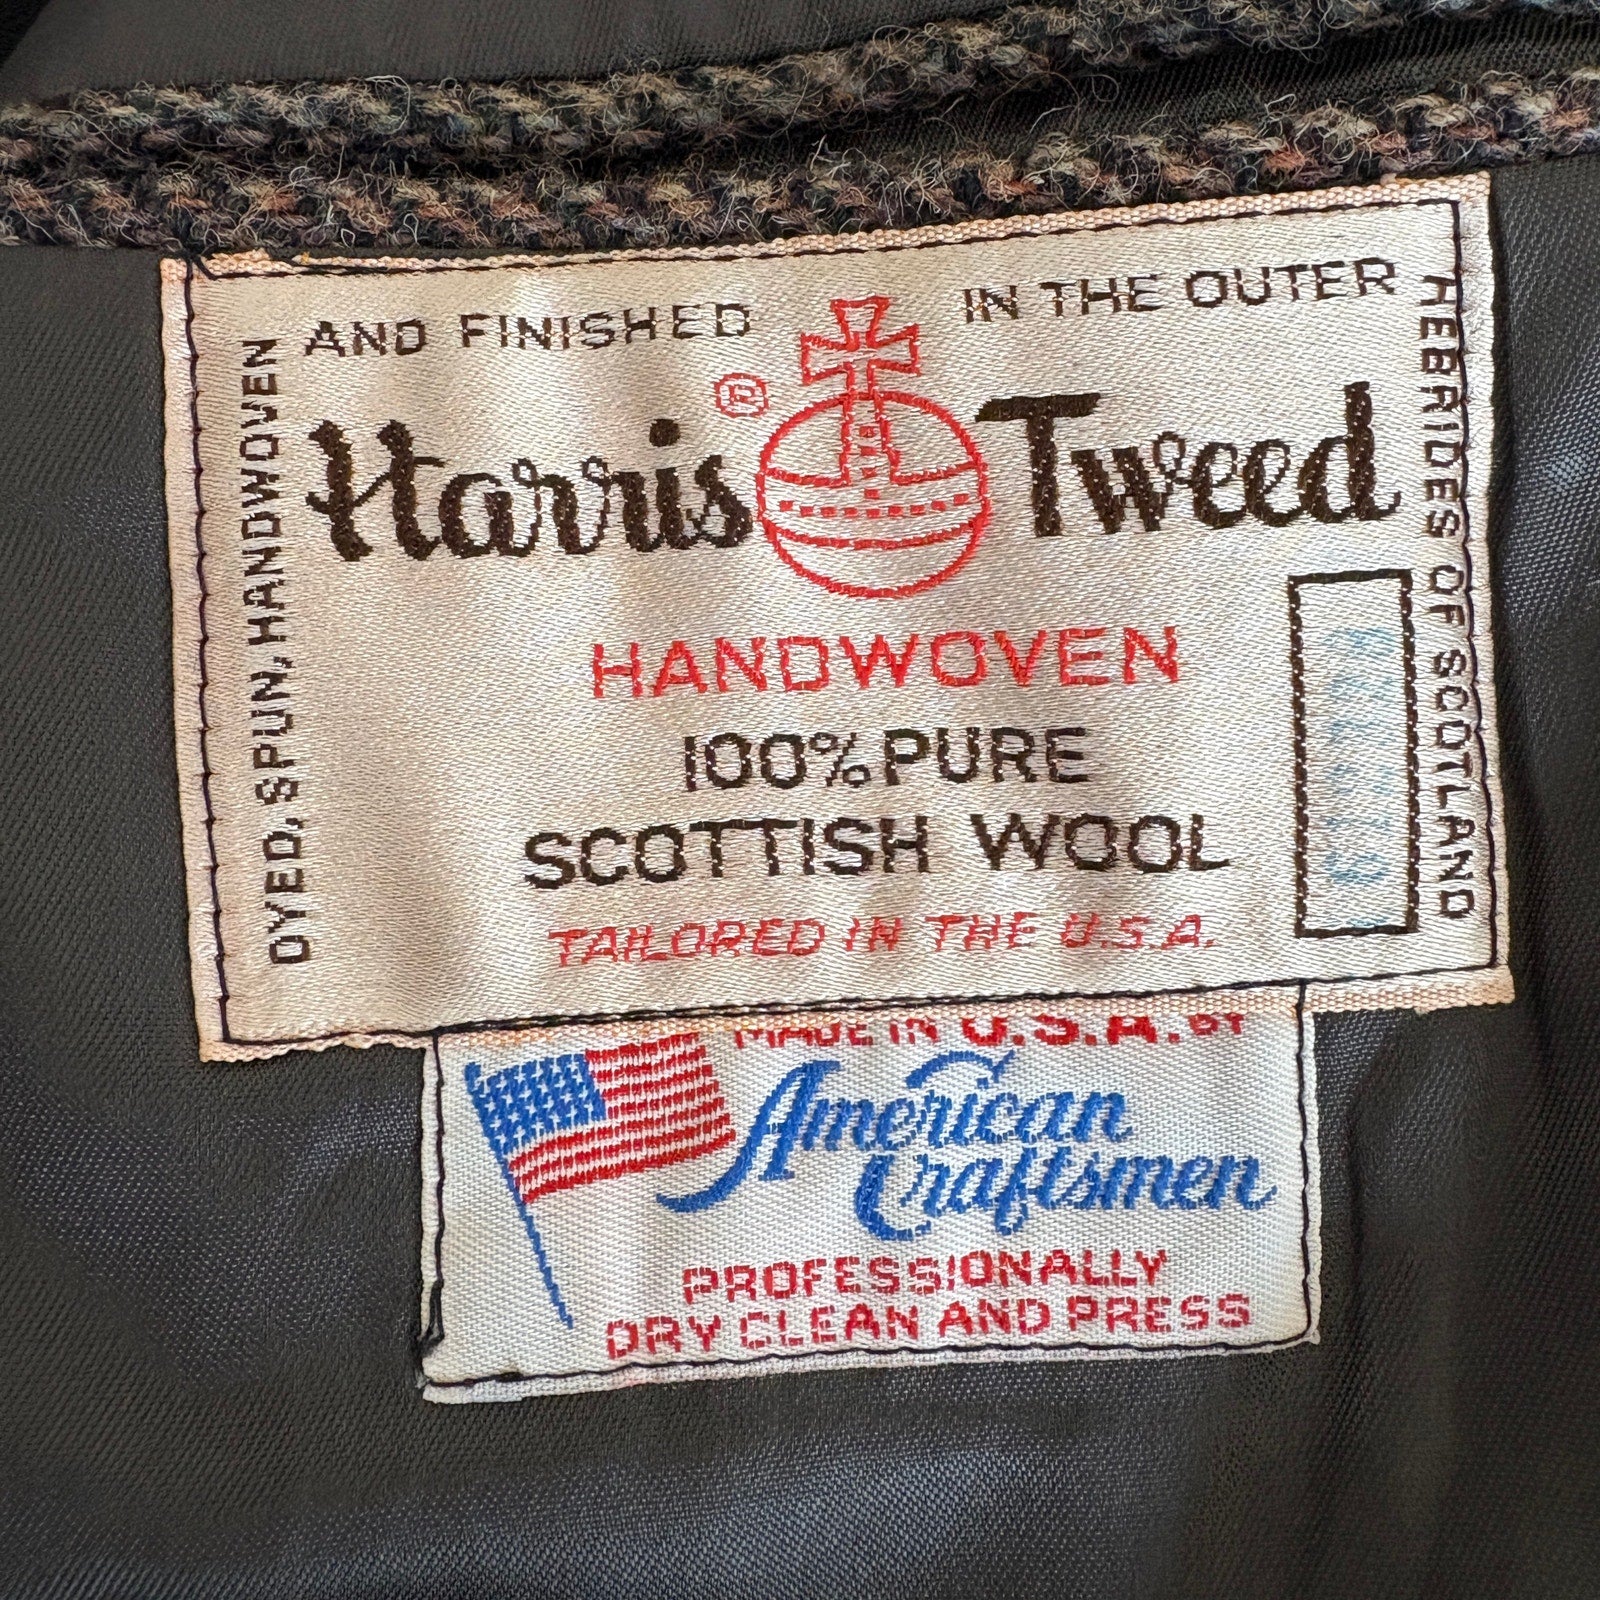 DYED, SPUN, HANDWOVEN
AND FINISHED IN THE OUTER
HEBRIDES OF SCOTLAND
Harris ® Tweed
HANDWOVEN
100% PURE
SCOTTISH WOOL
TAILORED IN THE U.S.A.
MADE IN U.S.A. BY
American
Craftsmen
PROFESSIONALLY
DRY CLEAN AND PRESS